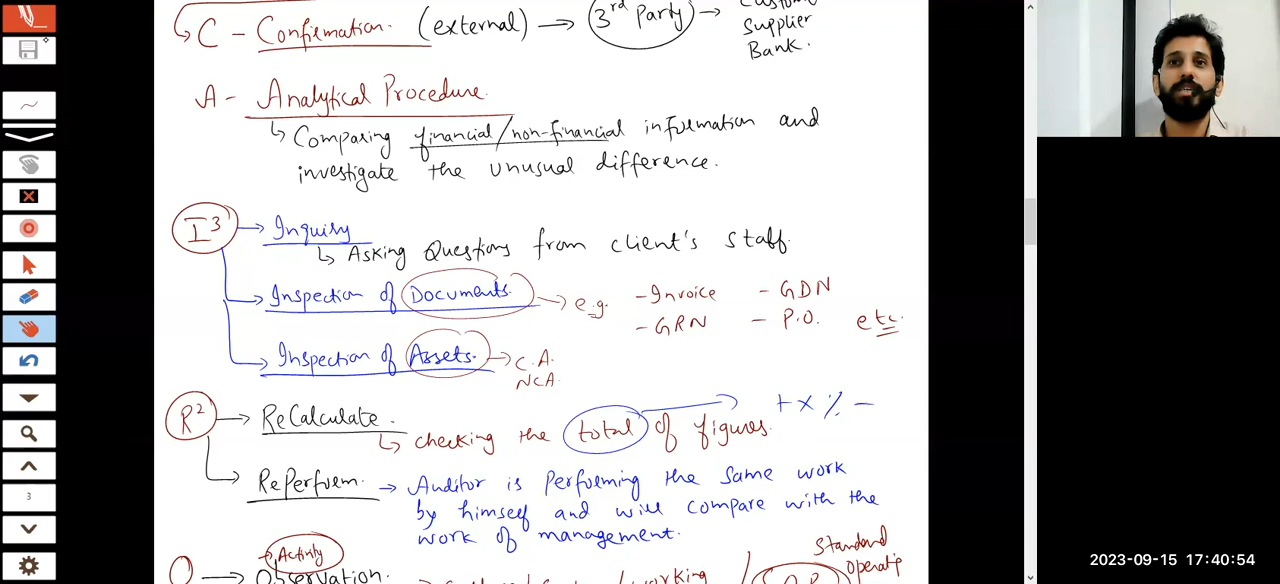 C - Confirmation. (external) → 3rd Party →
Supplier
Bank.
A - Analytical Procedure.
↳ Comparing financial/non-financial information and
investigate the unusual difference.
I³ → Inquiry
↳ Asking Questions from client's staff.
→ Inspection of Documents. → e.g. - Invoice - GDN
- GRN - P.O. etc.
→ Inspection of Assets. → C.A.
NCA.
R² → ReCalculate. + × % -
↳ checking the total of figures.
→ RePerform. → Auditor is performing the same work
by himself and will compare with the
work of management.
Standard
→ Activity
O → Observation.
3
2023-09-15 17:40:54